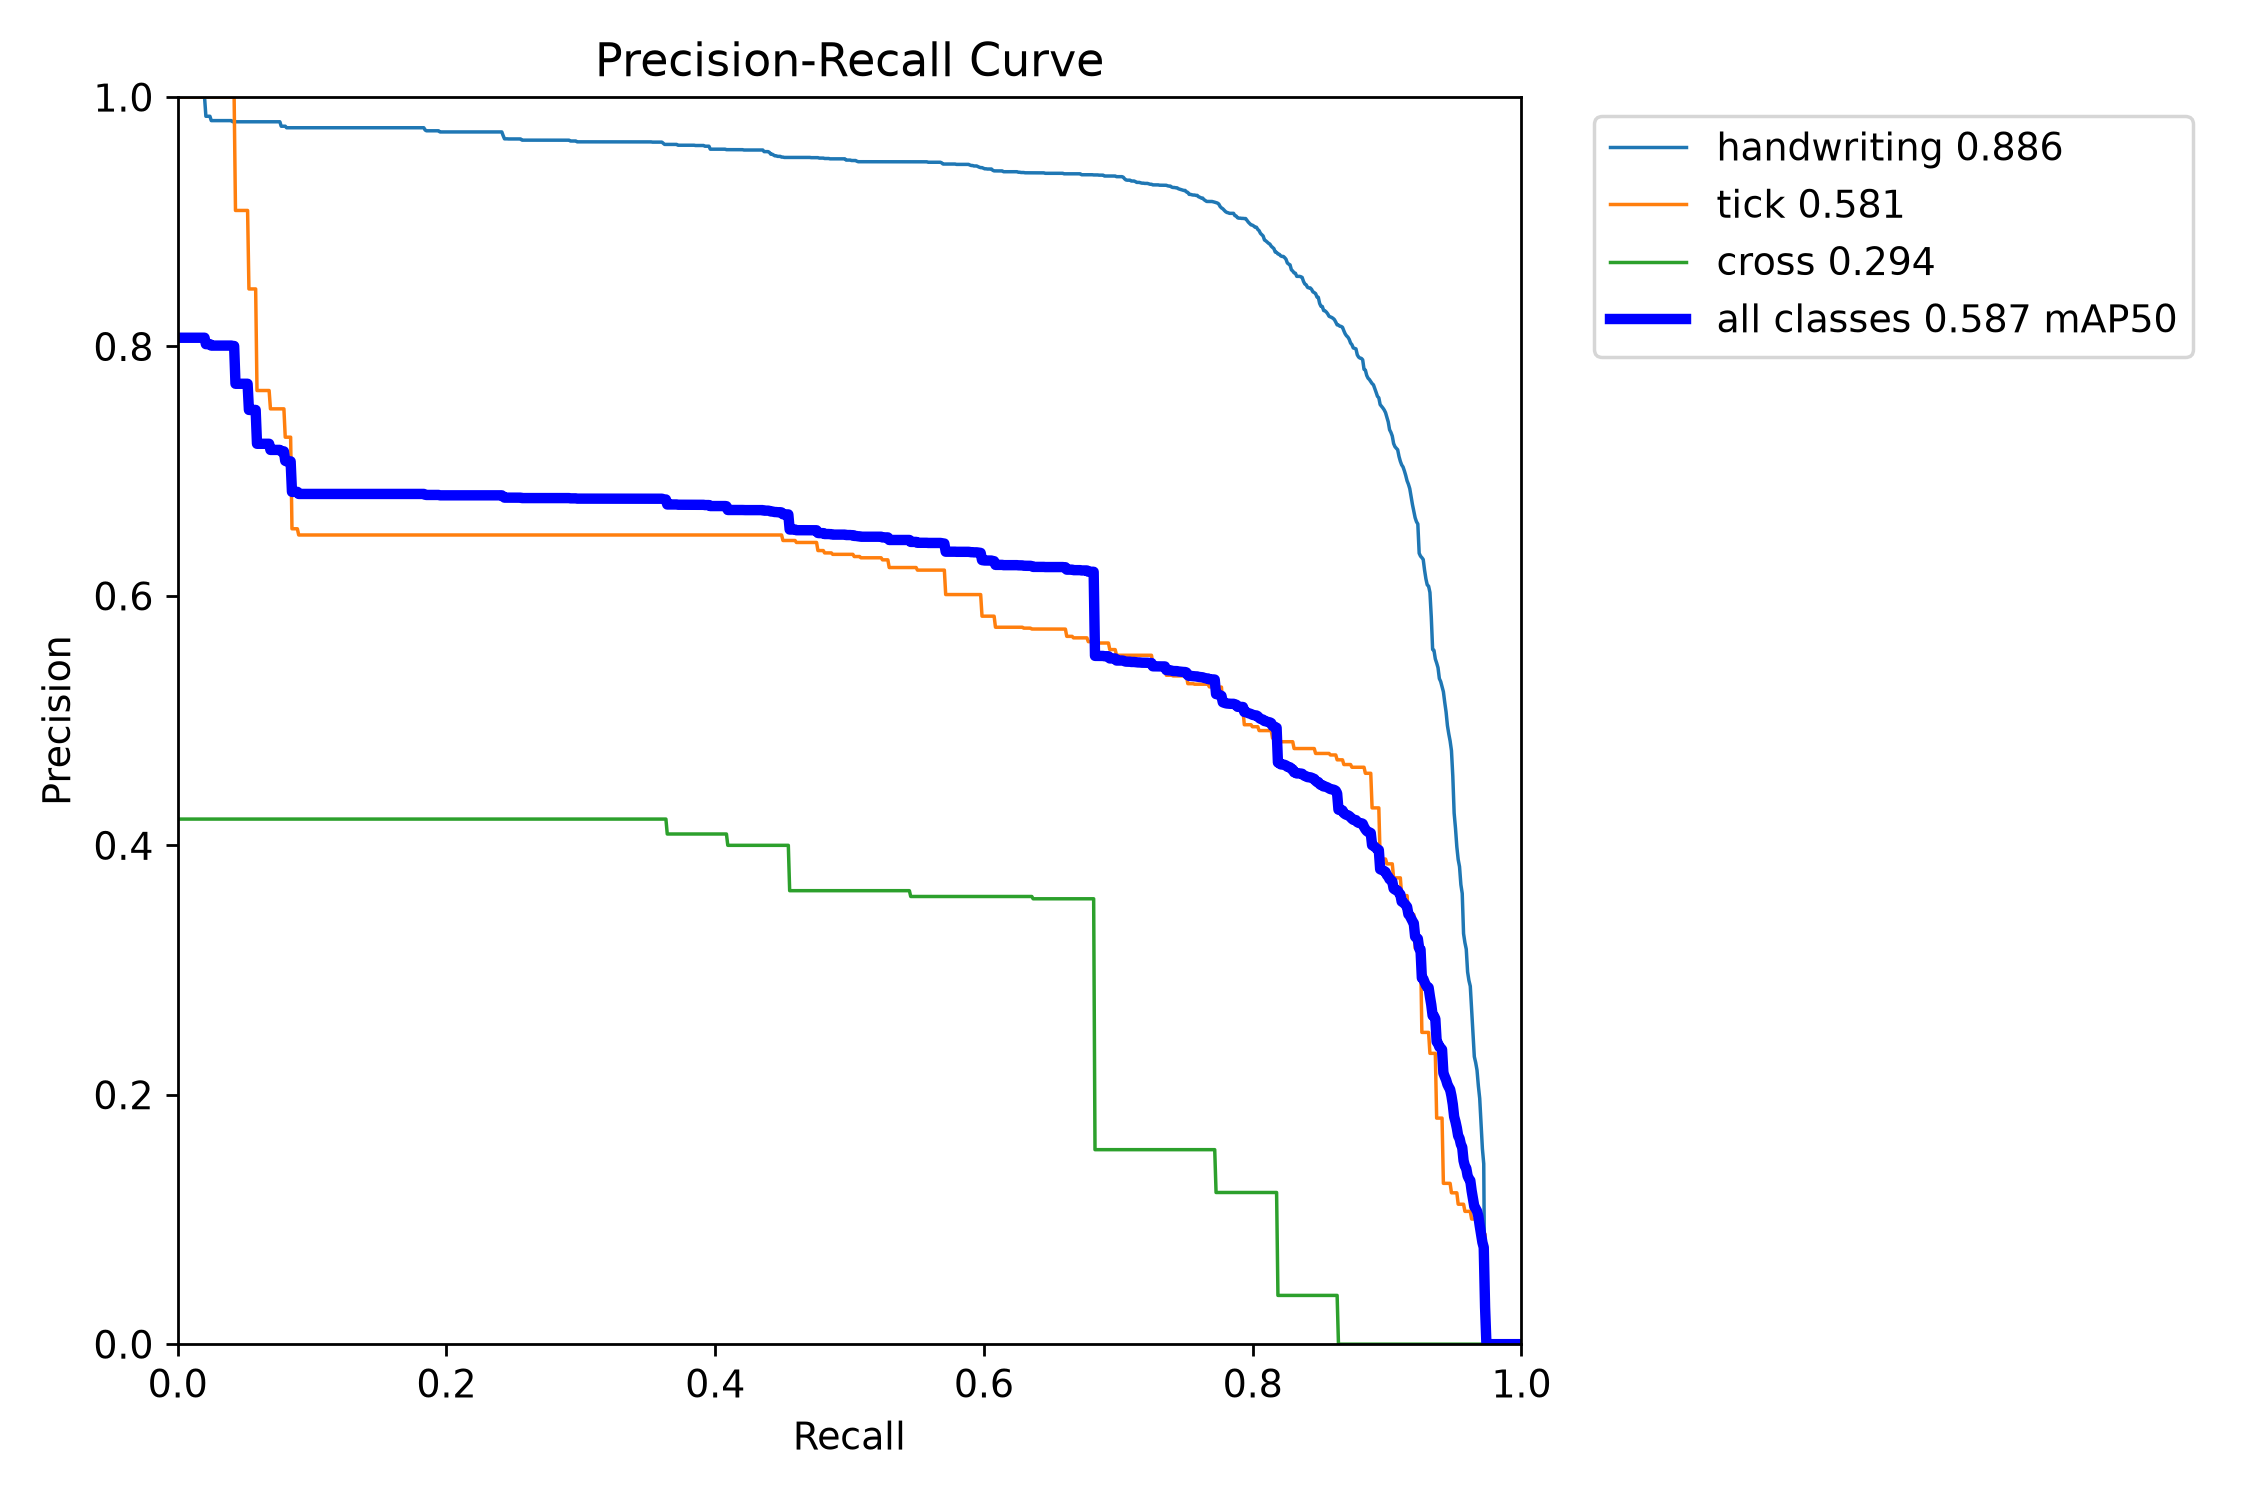 Precision-Recall Curve
1.0
0.8
0.6
0.4
0.2
0.0
Precision
0.0 0.2 0.4 0.6 0.8 1.0
Recall
handwriting 0.886
tick 0.581
cross 0.294
all classes 0.587 mAP50